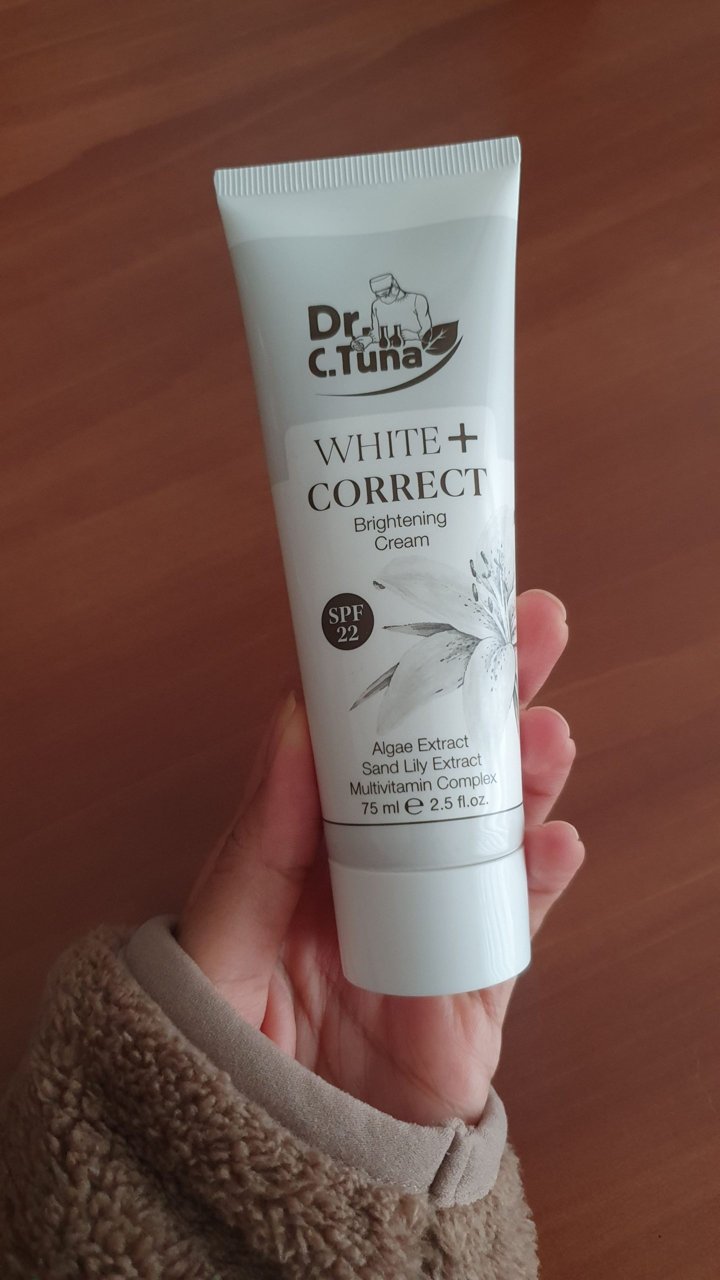 Dr.
C.Tuna
WHITE+
CORRECT
Brightening
Cream
SPF
22
Algae Extract
Sand Lily Extract
Multivitamin Complex
75 ml ℮ 2.5 fl.oz.